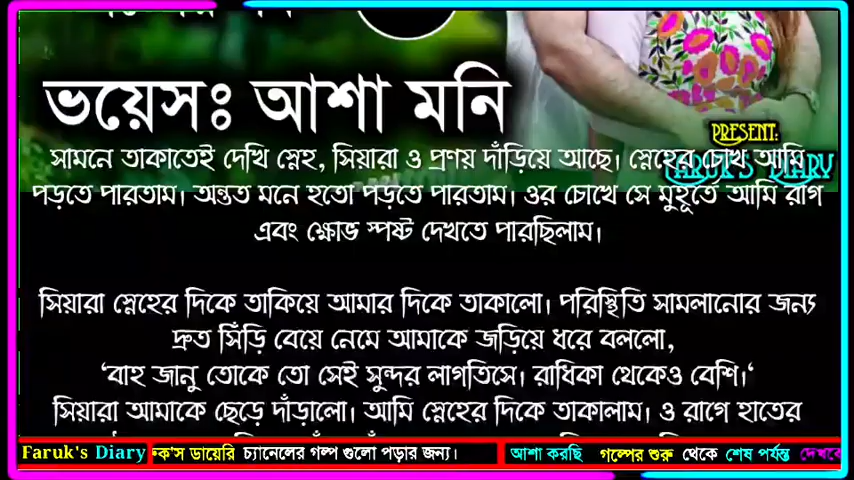 ভয়েসঃ আশা মনি
PRESENT:
FARUK'S DIARY
সামনে তাকাতেই দেখি স্নেহ, সিয়ারা ও প্রণয় দাঁড়িয়ে আছে। স্নেহের চোখ আমি
পড়তে পারতাম। অন্তত মনে হতো পড়তে পারতাম। ওর চোখে সে মুহূর্তে আমি রাগ
এবং ক্ষোভ স্পষ্ট দেখতে পারছিলাম।
সিয়ারা স্নেহের দিকে তাকিয়ে আমার দিকে তাকালো। পরিস্থিতি সামলানোর জন্য
দ্রুত সিঁড়ি বেয়ে নেমে আমাকে জড়িয়ে ধরে বললো,
‘বাহ জানু তোকে তো সেই সুন্দর লাগতিসে। রাধিকা থেকেও বেশি।‘
সিয়ারা আমাকে ছেড়ে দাঁড়ালো। আমি স্নেহের দিকে তাকালাম। ও রাগে হাতের
Faruk's Diary
ক'স ডায়েরি চ্যানেলের গল্প গুলো পড়ার জন্য।
আশা করছি গল্পের শুরু থেকে শেষ পর্যন্ত